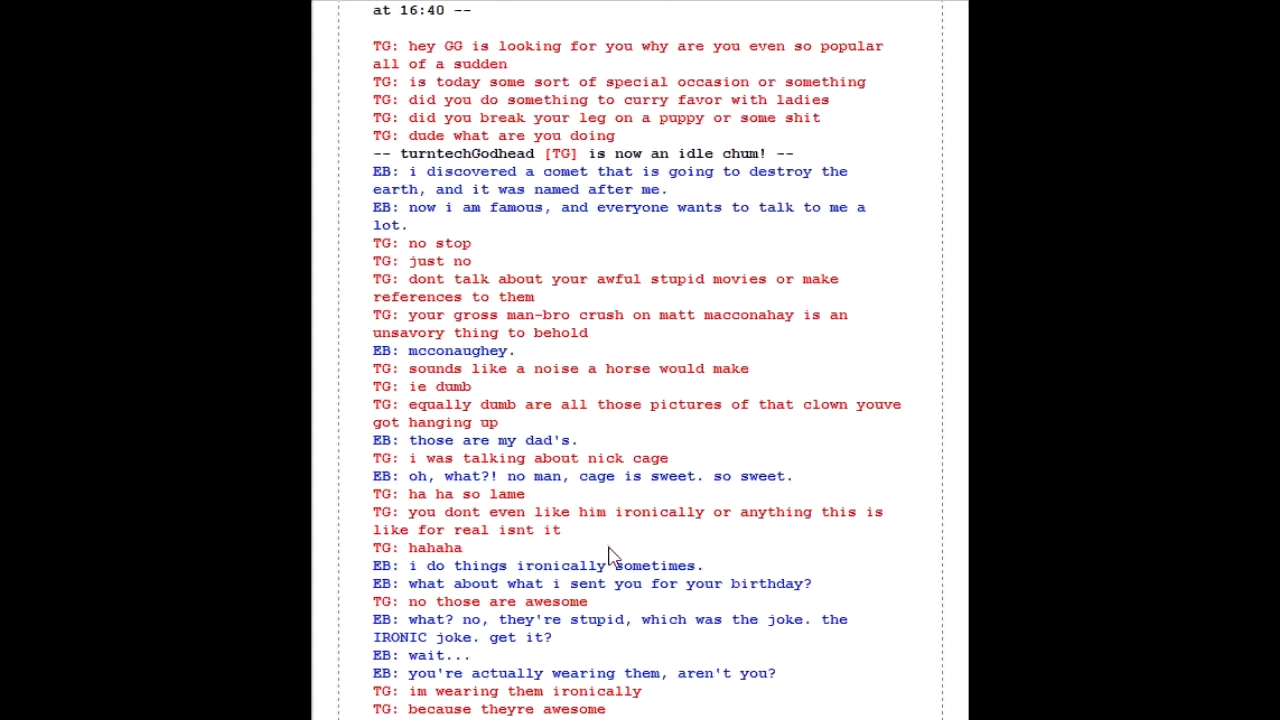 at 16:40 --
TG: hey GG is looking for you why are you even so popular
all of a sudden
TG: is today some sort of special occasion or something
TG: did you do something to curry favor with ladies
TG: did you break your leg on a puppy or some shit
TG: dude what are you doing
-- turntechGodhead [TG] is now an idle chum! --
EB: i discovered a comet that is going to destroy the
earth, and it was named after me.
EB: now i am famous, and everyone wants to talk to me a
lot.
TG: no stop
TG: just no
TG: dont talk about your awful stupid movies or make
references to them
TG: your gross man-bro crush on matt macconahay is an
unsavory thing to behold
EB: mcconaughey.
TG: sounds like a noise a horse would make
TG: ie dumb
TG: equally dumb are all those pictures of that clown youve
got hanging up
EB: those are my dad's.
TG: i was talking about nick cage
EB: oh, what?! no man, cage is sweet. so sweet.
TG: ha ha so lame
TG: you dont even like him ironically or anything this is
like for real isnt it
TG: hahaha
EB: i do things ironically sometimes.
EB: what about what i sent you for your birthday?
TG: no those are awesome
EB: what? no, they're stupid, which was the joke. the
IRONIC joke. get it?
EB: wait...
EB: you're actually wearing them, aren't you?
TG: im wearing them ironically
TG: because theyre awesome